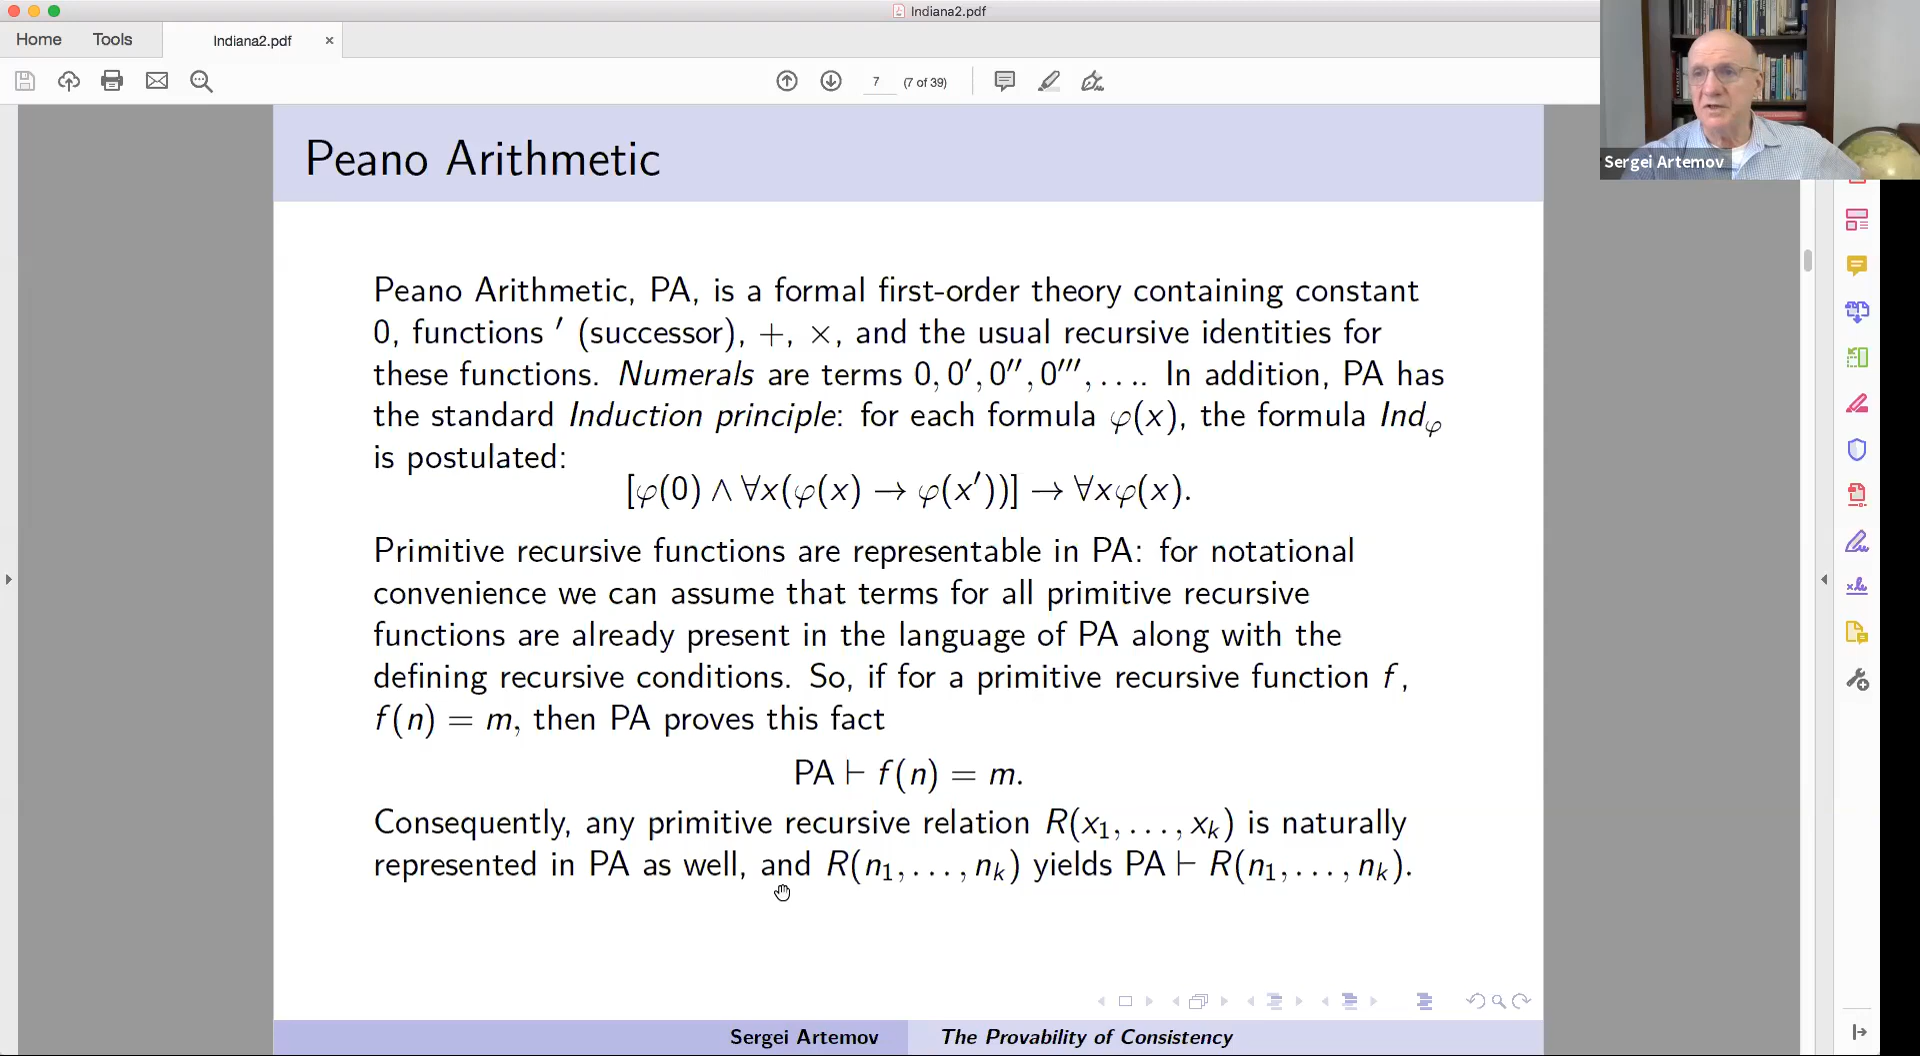 Indiana2.pdf
Home Tools Indiana2.pdf ×
7 (7 of 39)
Sergei Artemov
Peano Arithmetic
Peano Arithmetic, PA, is a formal first-order theory containing constant
0, functions ′ (successor), +, ×, and the usual recursive identities for
these functions. Numerals are terms 0, 0′, 0′′, 0′′′, . . .. In addition, PA has
the standard Induction principle: for each formula φ(x), the formula Ind_φ
is postulated:
[φ(0) ∧ ∀x(φ(x) → φ(x′))] → ∀xφ(x).
Primitive recursive functions are representable in PA: for notational
convenience we can assume that terms for all primitive recursive
functions are already present in the language of PA along with the
defining recursive conditions. So, if for a primitive recursive function f,
f(n) = m, then PA proves this fact
PA ⊢ f(n) = m.
Consequently, any primitive recursive relation R(x₁, . . . , xₖ) is naturally
represented in PA as well, and R(n₁, . . . , nₖ) yields PA ⊢ R(n₁, . . . , nₖ).
Sergei Artemov The Provability of Consistency